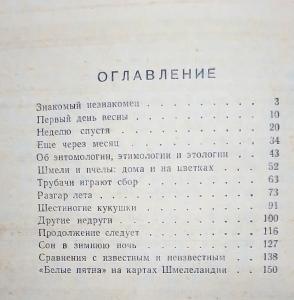 ОГЛАВЛЕНИЕ
Знакомый незнакомец . . . . . . . . 3
Первый день весны . . . . . . . . 10
Неделю спустя . . . . . . . . . 20
Еще через месяц . . . . . . . . . 34
Об энтомологии, этимологии и этологии . . . 43
Шмели и пчелы: дома и на цветках . . . . 52
Трубачи играют сбор . . . . . . . . 63
Разгар лета . . . . . . . . . . 73
Шестиногие кукушки . . . . . . . . 91
Другие недруги . . . . . . . . . 100
Продолжение следует . . . . . . . . 116
Сон в зимнюю ночь . . . . . . . . 127
Сравнения с известным и неизвестным . . . 138
«Белые пятна» на картах Шмелеландии . . . 150